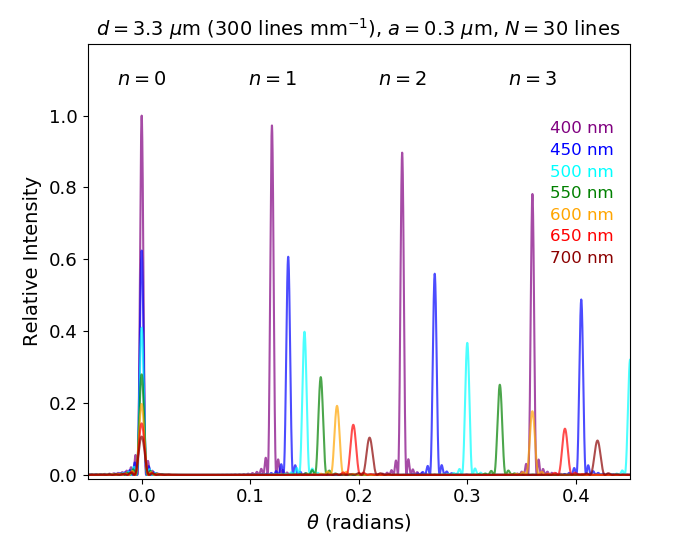 d = 3.3 μm (300 lines mm⁻¹), a = 0.3 μm, N = 30 lines
n = 0 n = 1 n = 2 n = 3
400 nm
450 nm
500 nm
550 nm
600 nm
650 nm
700 nm
Relative Intensity
1.0
0.8
0.6
0.4
0.2
0.0
0.0 0.1 0.2 0.3 0.4
θ (radians)